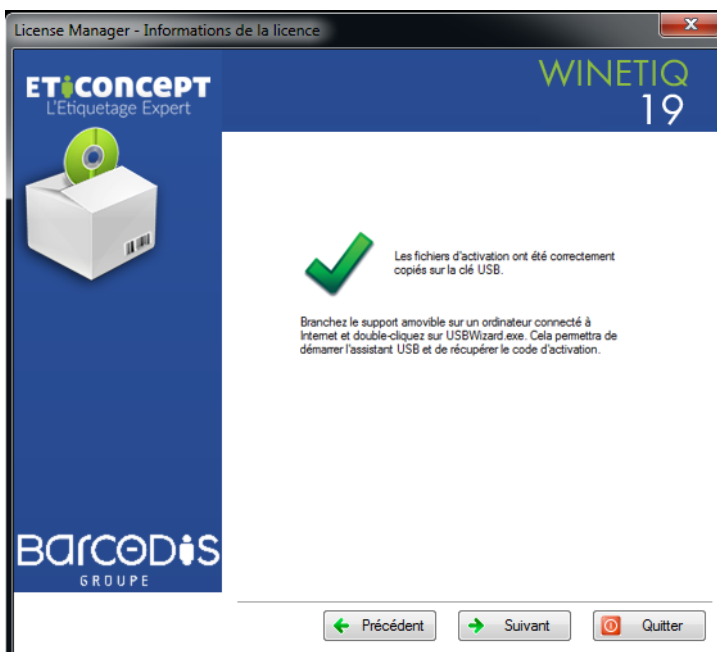 License Manager - Informations de la licence
ETiCONCEPT
L'Etiquetage Expert
WINETIQ
19
Les fichiers d'activation ont été correctement
copiés sur la clé USB.
Branchez le support amovible sur un ordinateur connecté à
Internet et double-cliquez sur USBWizard.exe. Cela permettra de
démarrer l'assistant USB et de récupérer le code d'activation.
BARCODiS
GROUPE
Précédent
Suivant
Quitter